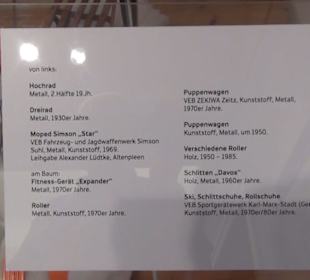 von links:
Hochrad
Metall, 2.Hälfte 19.Jh.
Dreirad
Metall, 1930er Jahre.
Moped Simson „Star"
VEB Fahrzeug- und Jagdwaffenwerk Simson
Suhl, Metall, Kunststoff, 1969.
Leihgabe Alexander Lüdtke, Altenpleen
am Baum:
Fitness-Gerät „Expander"
Metall, 1970er Jahre.
Roller
Metall, Kunststoff, 1970er Jahre.
Puppenwagen
VEB ZEKIWA Zeitz, Kunststoff, Metall,
1970er Jahre.
Puppenwagen
Kunststoff, Metall, um 1950.
Verschiedene Roller
Holz, 1950 - 1985.
Schlitten „Davos"
Holz, Metall, 1960er Jahre.
Ski, Schlittschuhe, Rollschuhe
VEB Sportgerätewerk Karl-Marx-Stadt (Ger
Kunststoff, Metall, 1970er/80er Jahre.